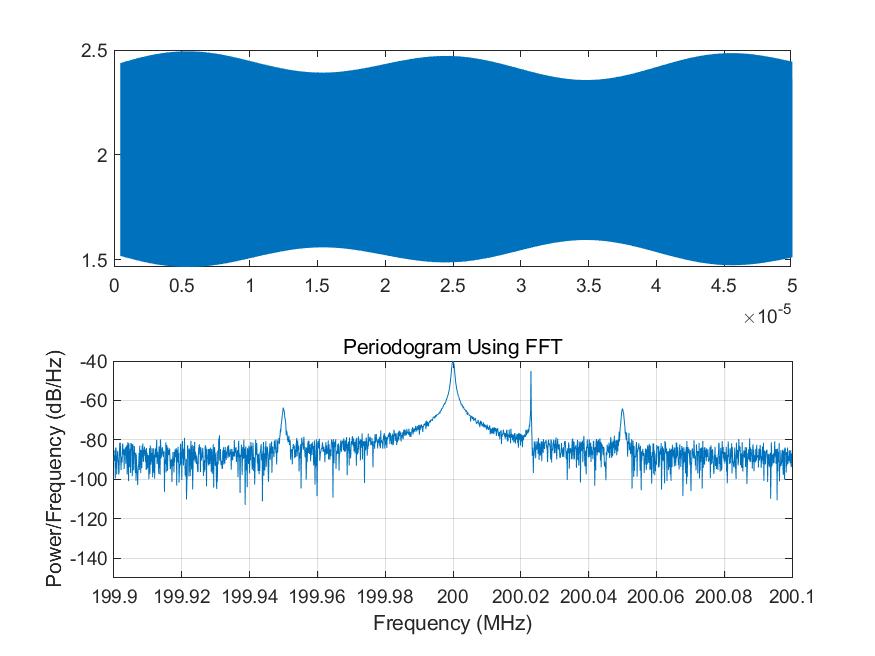 2.5
2
1.5
0 0.5 1 1.5 2 2.5 3 3.5 4 4.5 5
×10-5
Periodogram Using FFT
Power/Frequency (dB/Hz)
-40
-60
-80
-100
-120
-140
199.9 199.92 199.94 199.96 199.98 200 200.02 200.04 200.06 200.08 200.1
Frequency (MHz)